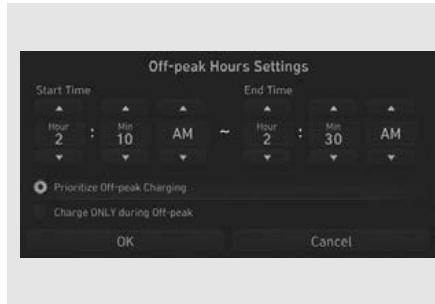 Off-peak Hours Settings
Start Time End Time
Hour Min Hour Min
2 : 10 AM ~ 2 : 30 AM
Prioritize Off-peak Charging
Charge ONLY during Off-peak
OK Cancel